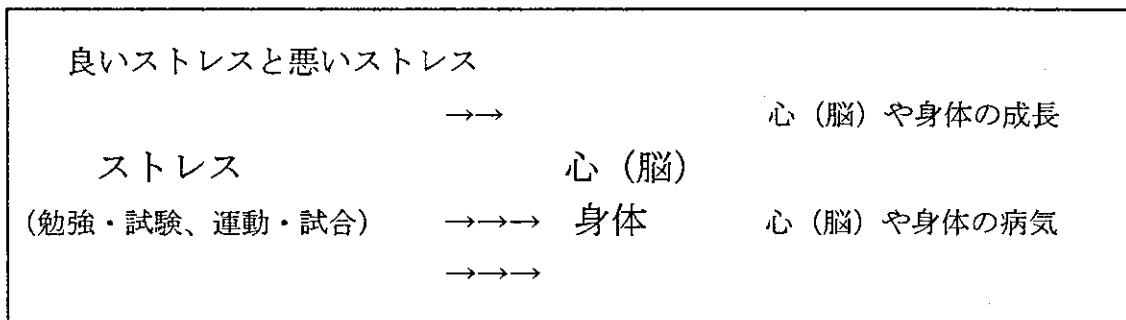 良いストレスと悪いストレス
→→ 心（脳）や身体の成長
ストレス 心（脳）
（勉強・試験、運動・試合） →→→ 身体 心（脳）や身体の病気
→→→